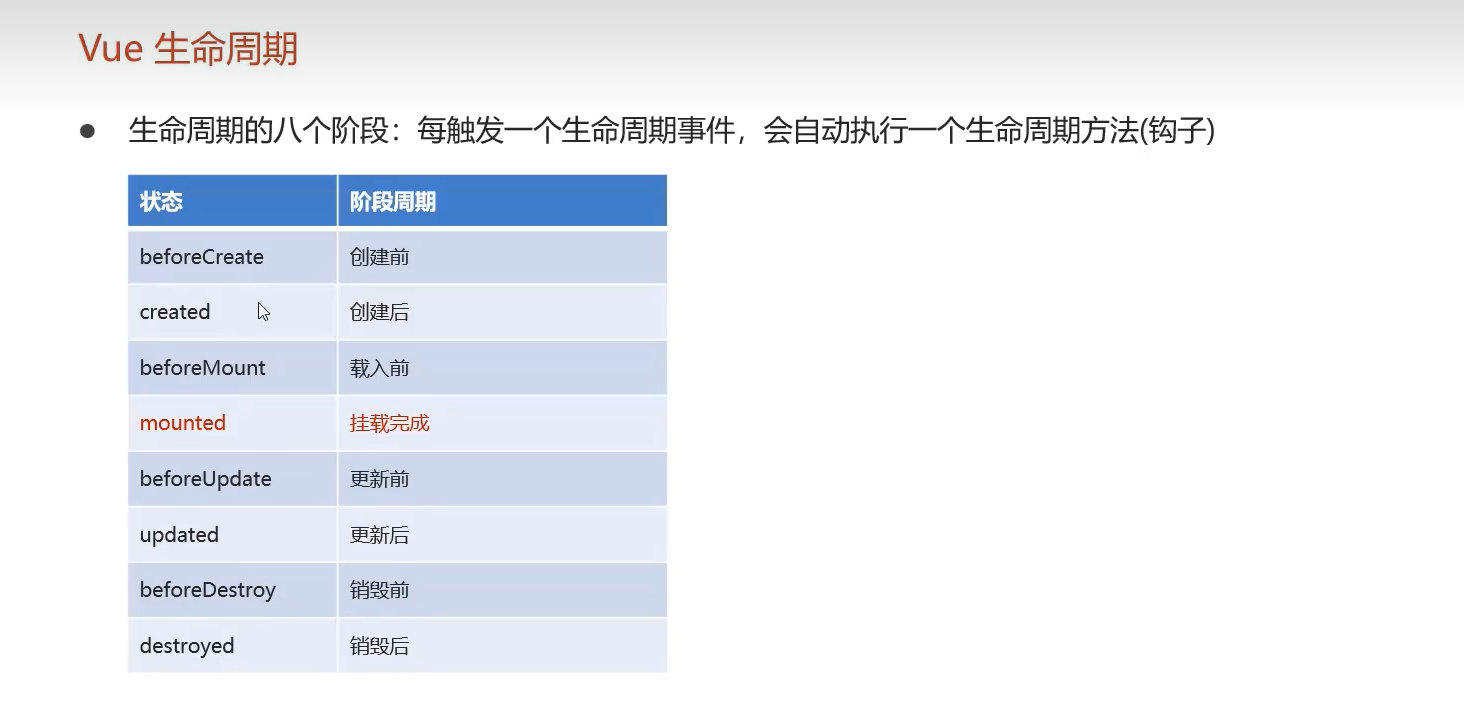 Vue 生命周期
● 生命周期的八个阶段：每触发一个生命周期事件，会自动执行一个生命周期方法(钩子)
状态 阶段周期
beforeCreate 创建前
created 创建后
beforeMount 载入前
mounted 挂载完成
beforeUpdate 更新前
updated 更新后
beforeDestroy 销毁前
destroyed 销毁后